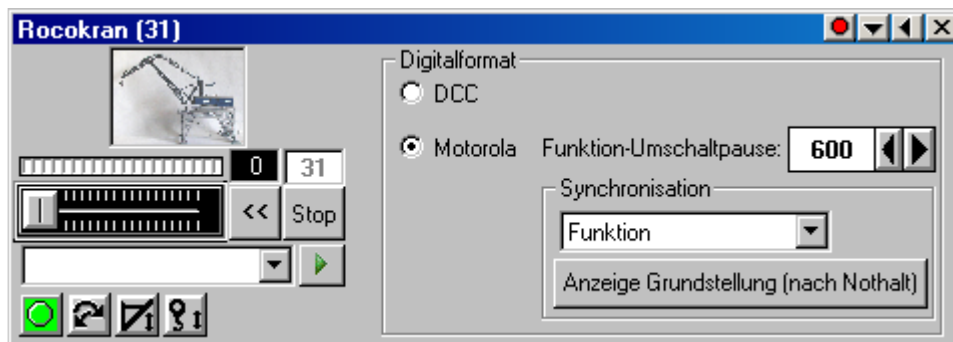 Rocokran (31)
Digitalformat
DCC
Motorola Funktion-Umschaltpause: 600
0 31
Synchronisation
<< Stop
Funktion
Anzeige Grundstellung (nach Nothalt)